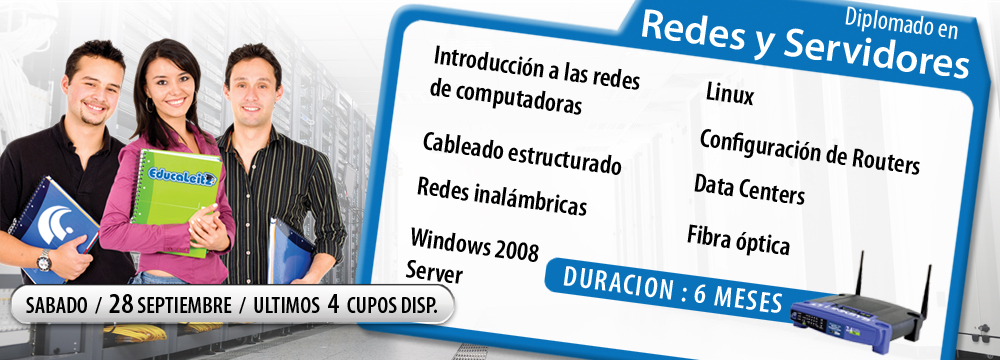 Diplomado en
Redes y Servidores
Introducción a las redes
de computadoras
Cableado estructurado
Redes inalámbricas
Windows 2008
Server
Linux
Configuración de Routers
Data Centers
Fibra óptica
DURACION : 6 MESES
EducaLeit
SABADO / 28 SEPTIEMBRE / ULTIMOS 4 CUPOS DISP.